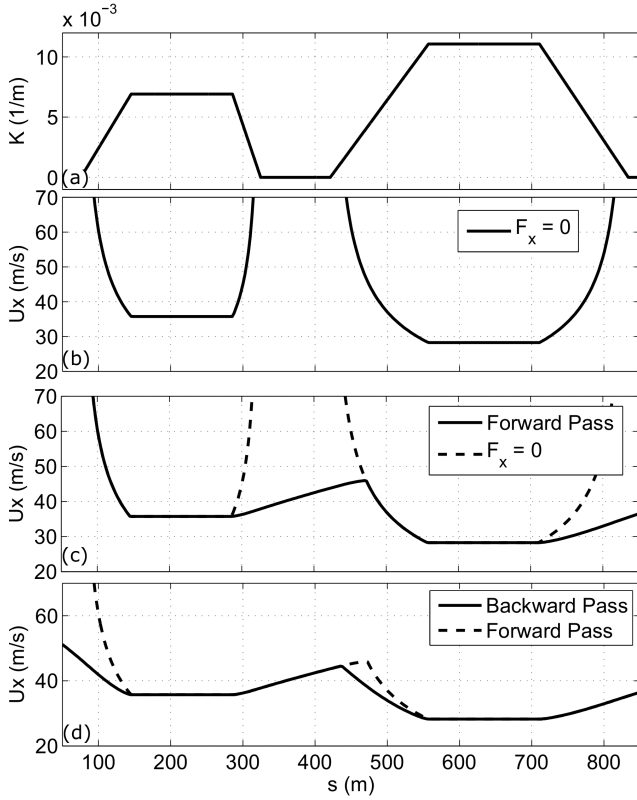 x 10⁻³
10
5
0
K (1/m)
(a)
70
60
50
40
30
20
Ux (m/s)
F_x = 0
(b)
70
60
50
40
30
20
Ux (m/s)
Forward Pass
F_x = 0
(c)
60
40
20
Ux (m/s)
Backward Pass
Forward Pass
(d)
100 200 300 400 500 600 700 800
s (m)